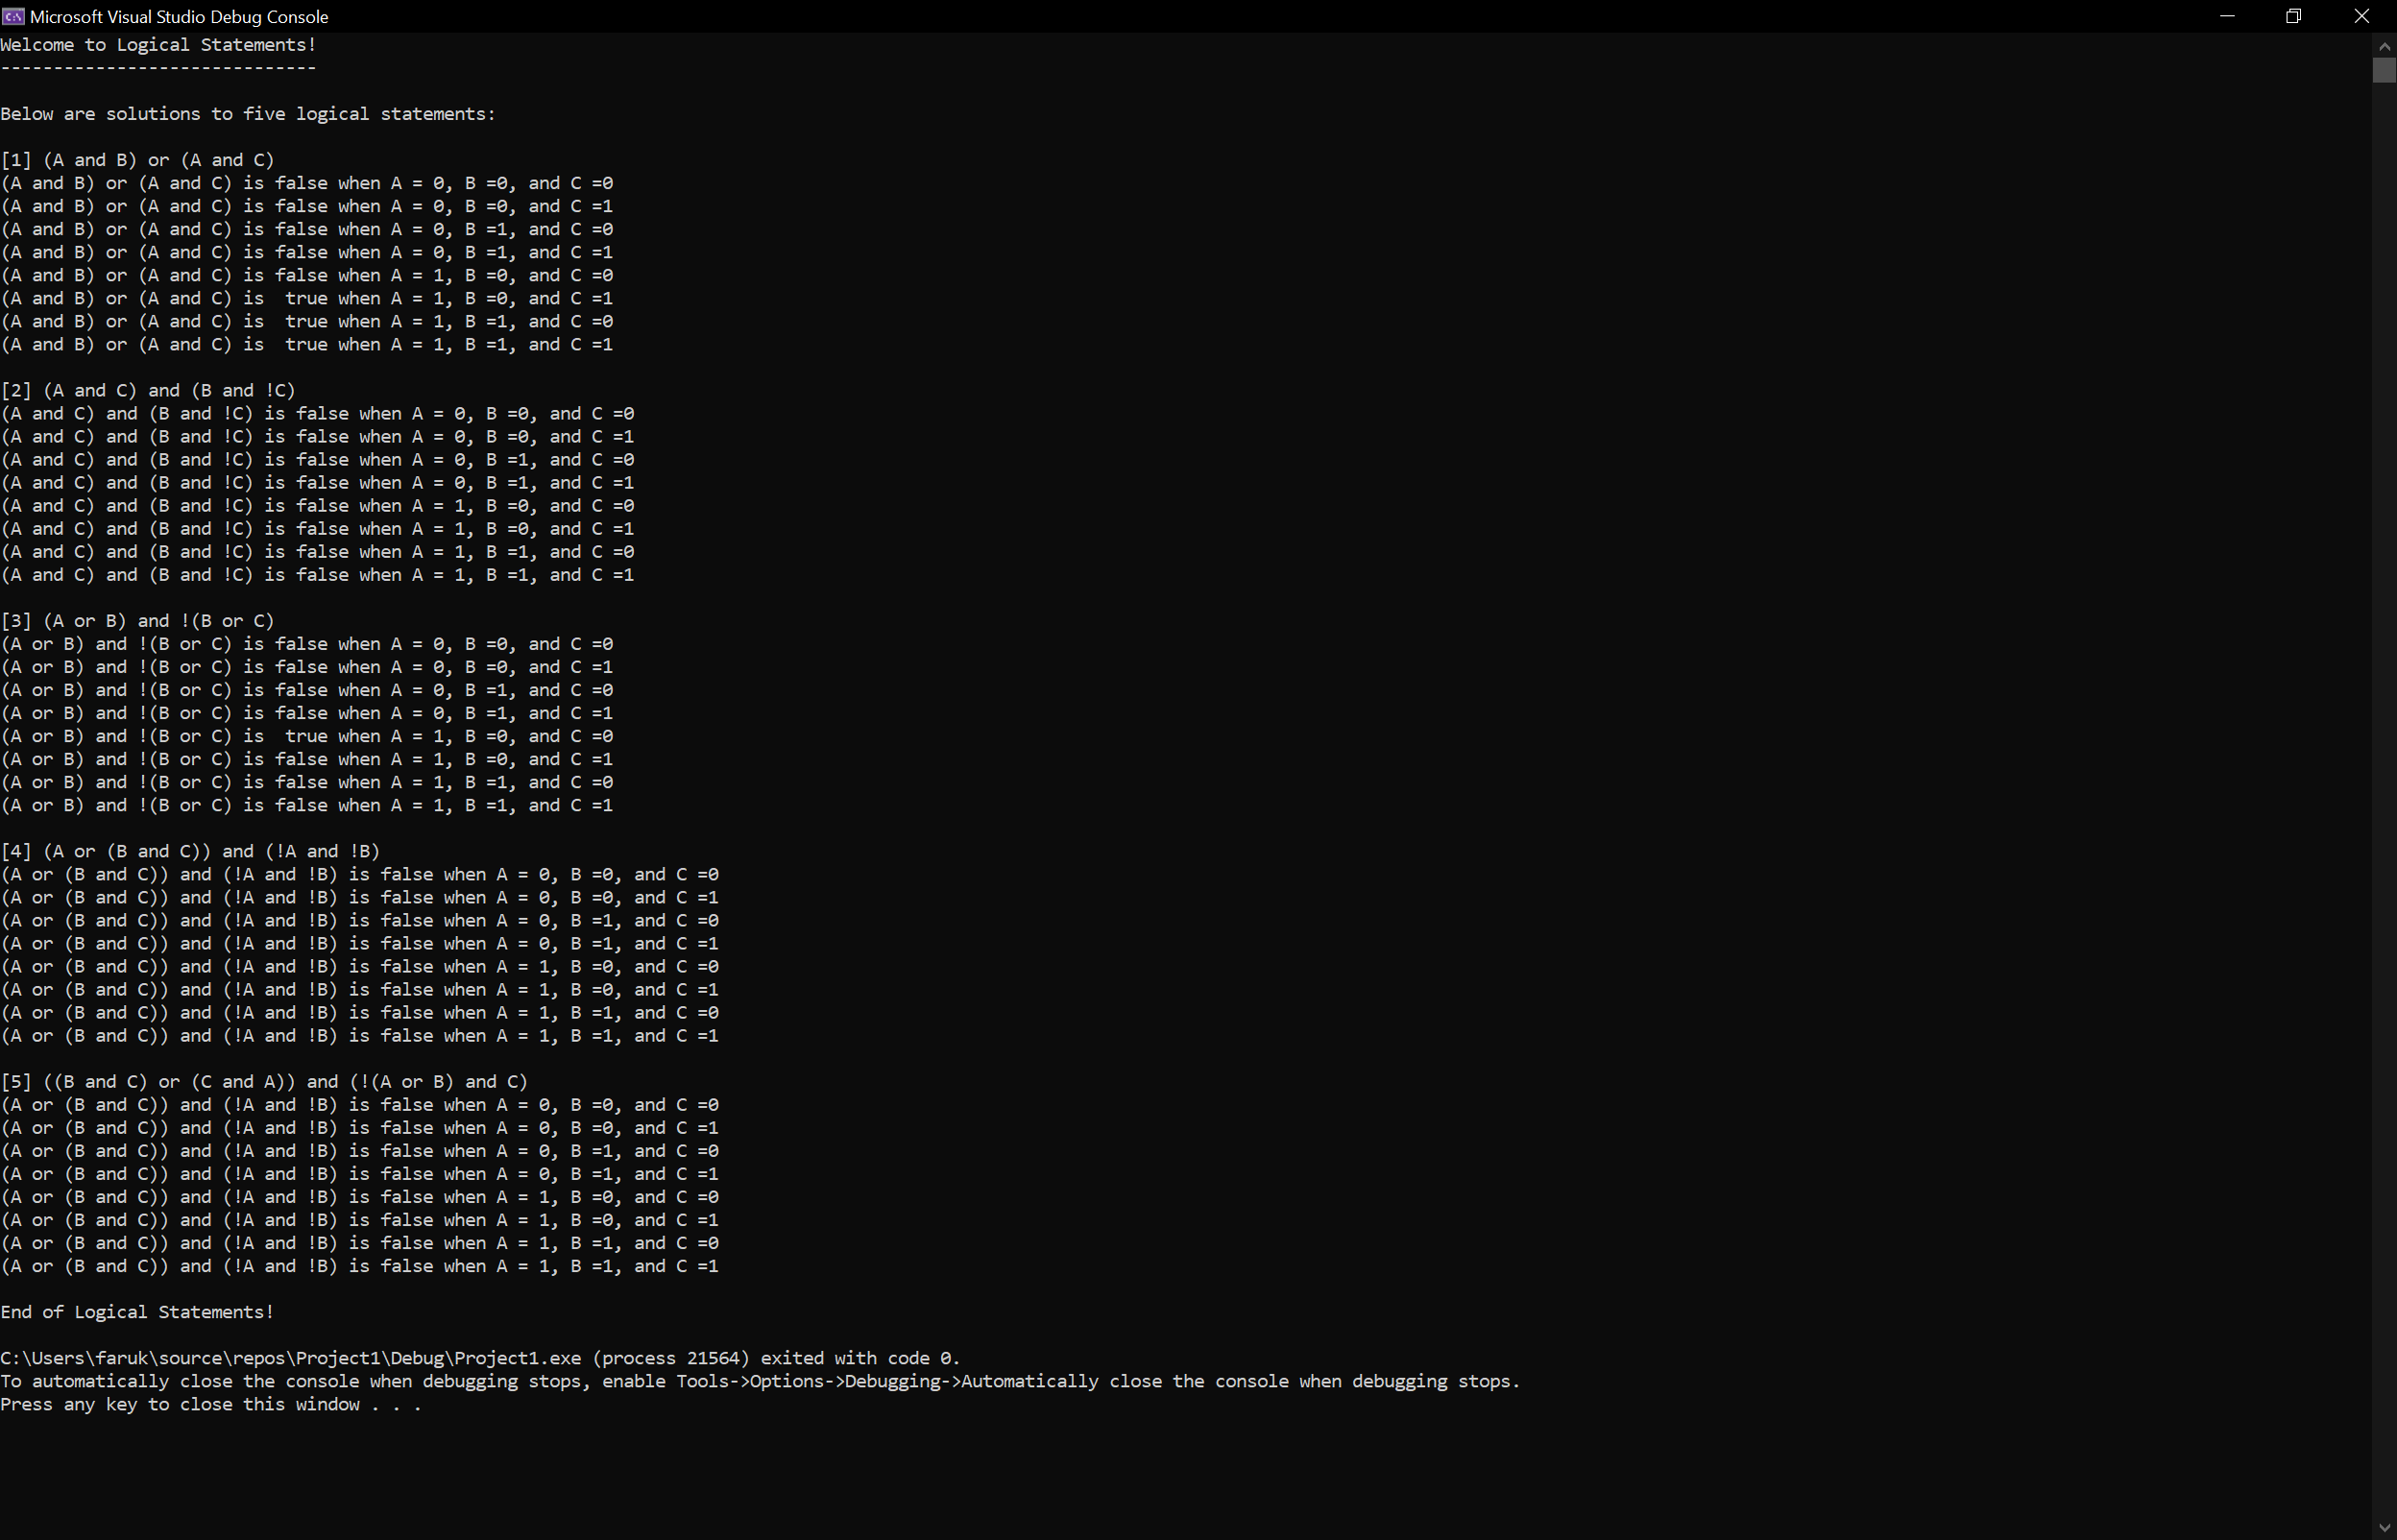 Microsoft Visual Studio Debug Console
Welcome to Logical Statements!
------------------------------
Below are solutions to five logical statements:
[1] (A and B) or (A and C)
(A and B) or (A and C) is false when A = 0, B =0, and C =0
(A and B) or (A and C) is false when A = 0, B =0, and C =1
(A and B) or (A and C) is false when A = 0, B =1, and C =0
(A and B) or (A and C) is false when A = 0, B =1, and C =1
(A and B) or (A and C) is false when A = 1, B =0, and C =0
(A and B) or (A and C) is  true when A = 1, B =0, and C =1
(A and B) or (A and C) is  true when A = 1, B =1, and C =0
(A and B) or (A and C) is  true when A = 1, B =1, and C =1
[2] (A and C) and (B and !C)
(A and C) and (B and !C) is false when A = 0, B =0, and C =0
(A and C) and (B and !C) is false when A = 0, B =0, and C =1
(A and C) and (B and !C) is false when A = 0, B =1, and C =0
(A and C) and (B and !C) is false when A = 0, B =1, and C =1
(A and C) and (B and !C) is false when A = 1, B =0, and C =0
(A and C) and (B and !C) is false when A = 1, B =0, and C =1
(A and C) and (B and !C) is false when A = 1, B =1, and C =0
(A and C) and (B and !C) is false when A = 1, B =1, and C =1
[3] (A or B) and !(B or C)
(A or B) and !(B or C) is false when A = 0, B =0, and C =0
(A or B) and !(B or C) is false when A = 0, B =0, and C =1
(A or B) and !(B or C) is false when A = 0, B =1, and C =0
(A or B) and !(B or C) is false when A = 0, B =1, and C =1
(A or B) and !(B or C) is  true when A = 1, B =0, and C =0
(A or B) and !(B or C) is false when A = 1, B =0, and C =1
(A or B) and !(B or C) is false when A = 1, B =1, and C =0
(A or B) and !(B or C) is false when A = 1, B =1, and C =1
[4] (A or (B and C)) and (!A and !B)
(A or (B and C)) and (!A and !B) is false when A = 0, B =0, and C =0
(A or (B and C)) and (!A and !B) is false when A = 0, B =0, and C =1
(A or (B and C)) and (!A and !B) is false when A = 0, B =1, and C =0
(A or (B and C)) and (!A and !B) is false when A = 0, B =1, and C =1
(A or (B and C)) and (!A and !B) is false when A = 1, B =0, and C =0
(A or (B and C)) and (!A and !B) is false when A = 1, B =0, and C =1
(A or (B and C)) and (!A and !B) is false when A = 1, B =1, and C =0
(A or (B and C)) and (!A and !B) is false when A = 1, B =1, and C =1
[5] ((B and C) or (C and A)) and (!(A or B) and C)
(A or (B and C)) and (!A and !B) is false when A = 0, B =0, and C =0
(A or (B and C)) and (!A and !B) is false when A = 0, B =0, and C =1
(A or (B and C)) and (!A and !B) is false when A = 0, B =1, and C =0
(A or (B and C)) and (!A and !B) is false when A = 0, B =1, and C =1
(A or (B and C)) and (!A and !B) is false when A = 1, B =0, and C =0
(A or (B and C)) and (!A and !B) is false when A = 1, B =0, and C =1
(A or (B and C)) and (!A and !B) is false when A = 1, B =1, and C =0
(A or (B and C)) and (!A and !B) is false when A = 1, B =1, and C =1
End of Logical Statements!
C:\Users\faruk\source\repos\Project1\Debug\Project1.exe (process 21564) exited with code 0.
To automatically close the console when debugging stops, enable Tools->Options->Debugging->Automatically close the console when debugging stops.
Press any key to close this window . . .